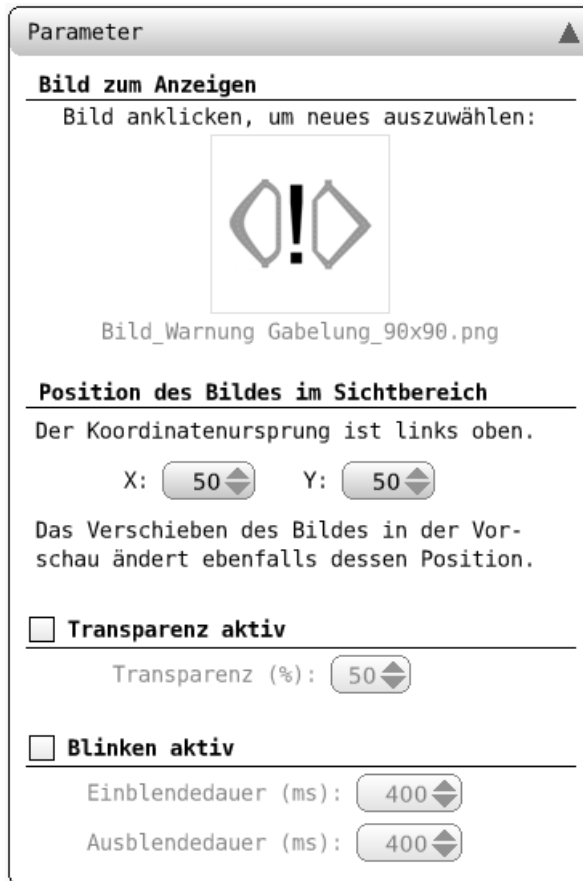 Parameter
Bild zum Anzeigen
Bild anklicken, um neues auszuwählen:
!
Bild_Warnung Gabelung_90x90.png
Position des Bildes im Sichtbereich
Der Koordinatenursprung ist links oben.
X: 50 Y: 50
Das Verschieben des Bildes in der Vor-
schau ändert ebenfalls dessen Position.
Transparenz aktiv
Transparenz (%): 50
Blinken aktiv
Einblendedauer (ms): 400
Ausblendedauer (ms): 400